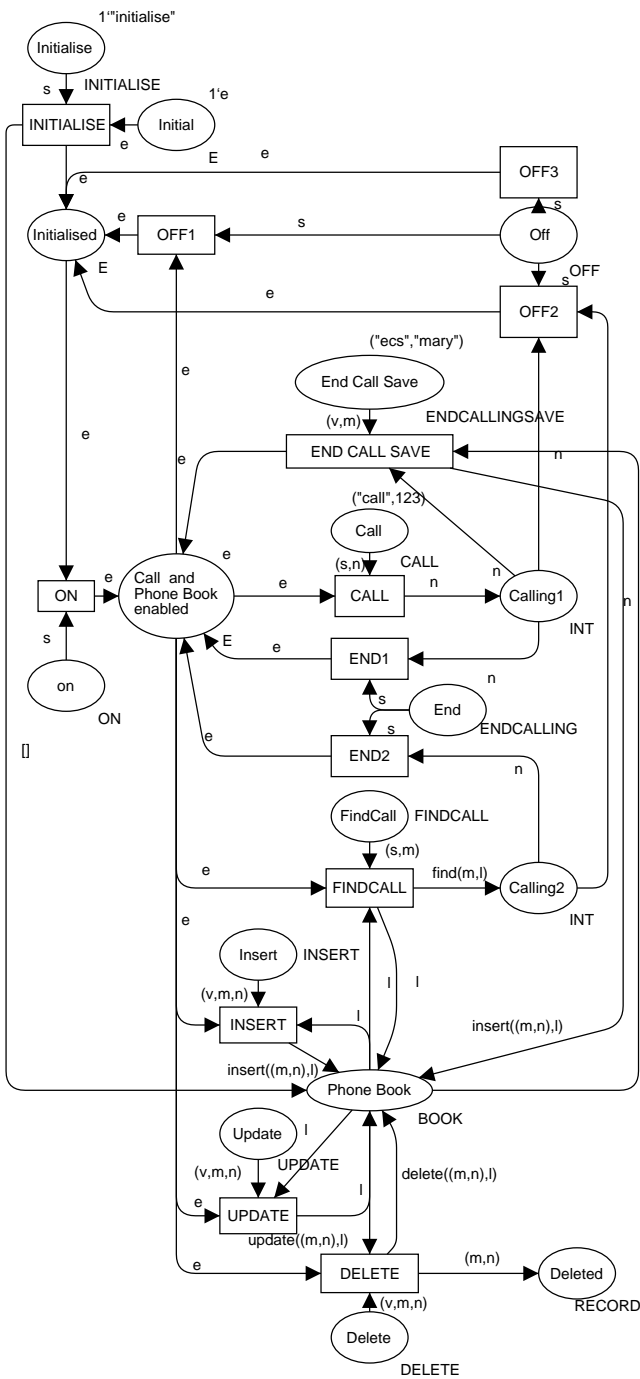 1‘"initialise"
Initialise
s
INITIALISE
1‘e
INITIALISE
Initial
e
E
e
OFF3
e
s
e
s
Initialised
OFF1
Off
E
OFF
s
e
OFF2
("ecs","mary")
e
End Call Save
(v,m)
ENDCALLINGSAVE
e
END CALL SAVE
e
n
("call",123)
Call
e
(s,n)
CALL
n
e
Call and
Phone Book
enabled
e
n
ON
CALL
Calling1
n
s
E
e
END1
INT
on
n
s
End
ON
ENDCALLING
s
e
END2
[]
n
FindCall
FINDCALL
(s,m)
find(m,l)
e
FINDCALL
Calling2
INT
e
Insert
INSERT
l
l
(v,m,n)
l
INSERT
insert((m,n),l)
insert((m,n),l)
Phone Book
BOOK
Update
l
(v,m,n)
UPDATE
delete((m,n),l)
l
e
UPDATE
update((m,n),l)
e
DELETE
(m,n)
Deleted
(v,m,n)
RECORD
Delete
DELETE